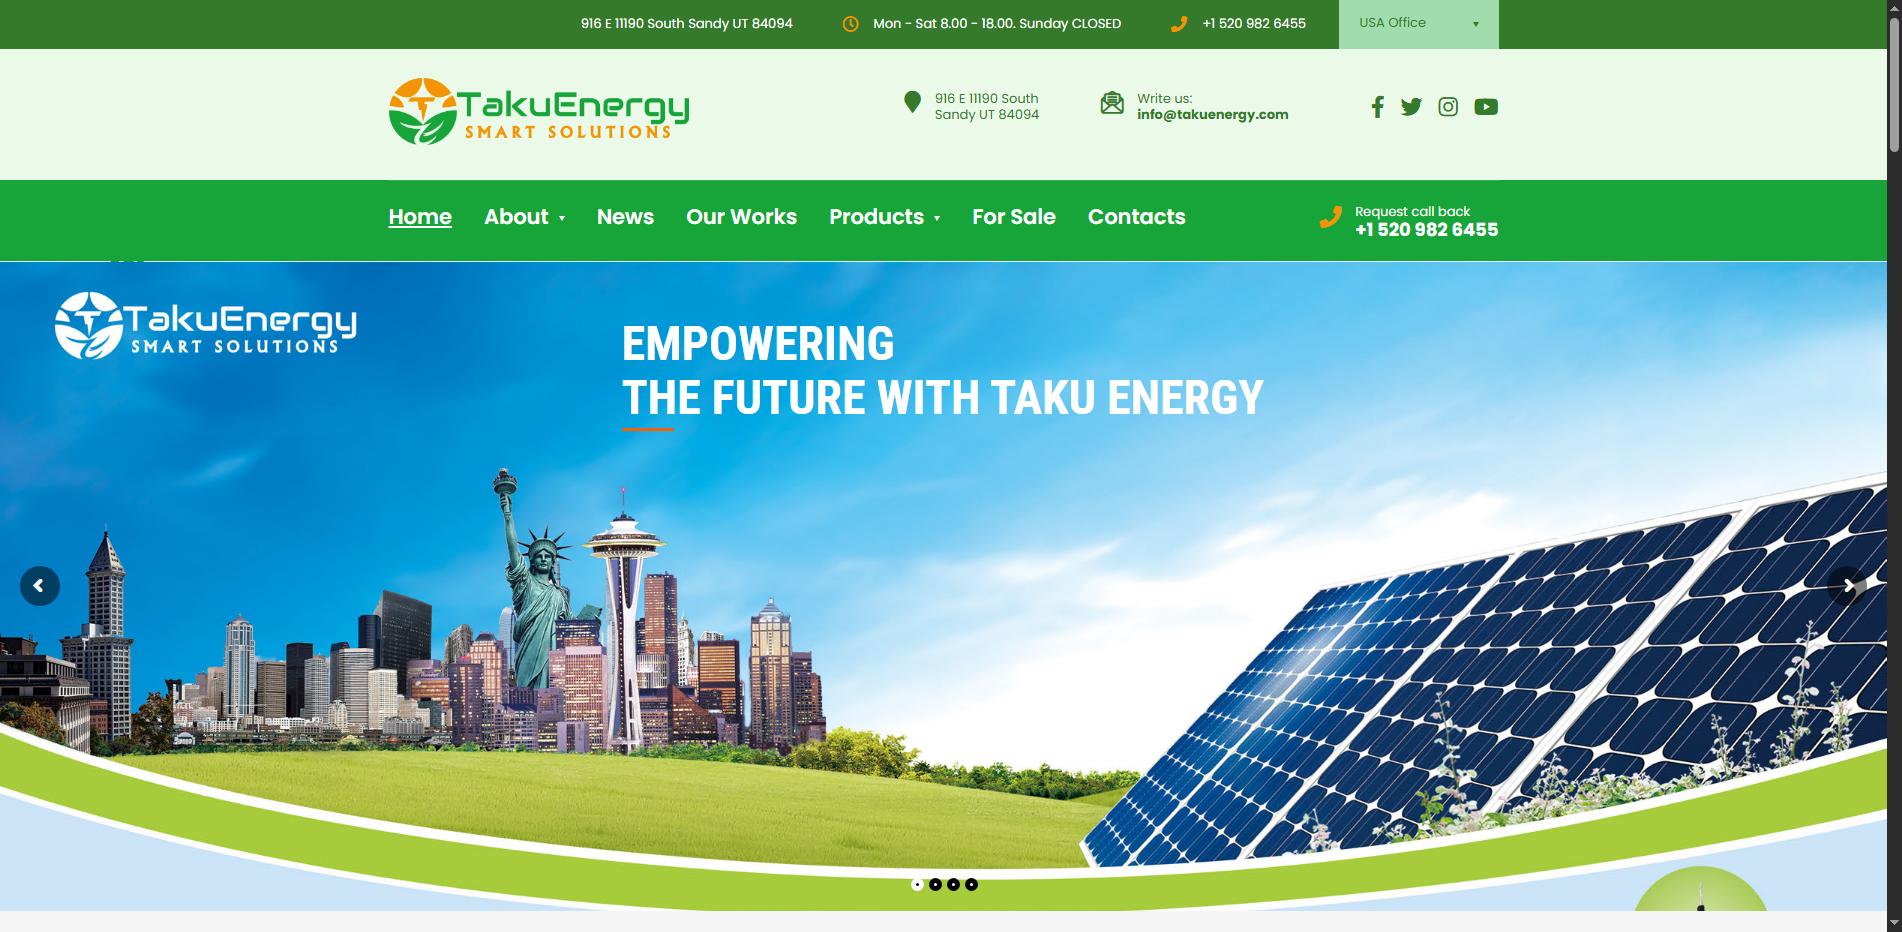 916 E 11190 South Sandy UT 84094
Mon - Sat 8.00 - 18.00. Sunday CLOSED
+1 520 982 6455
USA Office
TakuEnergy
SMART SOLUTIONS
916 E 11190 South
Sandy UT 84094
Write us:
info@takuenergy.com
Home
About
News
Our Works
Products
For Sale
Contacts
Request call back
+1 520 982 6455
TakuEnergy
SMART SOLUTIONS
EMPOWERING
THE FUTURE WITH TAKU ENERGY